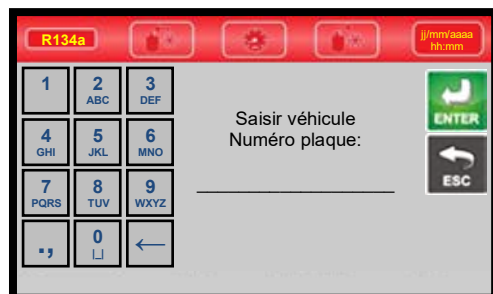 R134a
jj/mm/aaaa
hh:mm
1
2
ABC
3
DEF
4
GHI
5
JKL
6
MNO
7
PQRS
8
TUV
9
WXYZ
.,
0
Saisir véhicule
Numéro plaque:
ENTER
ESC